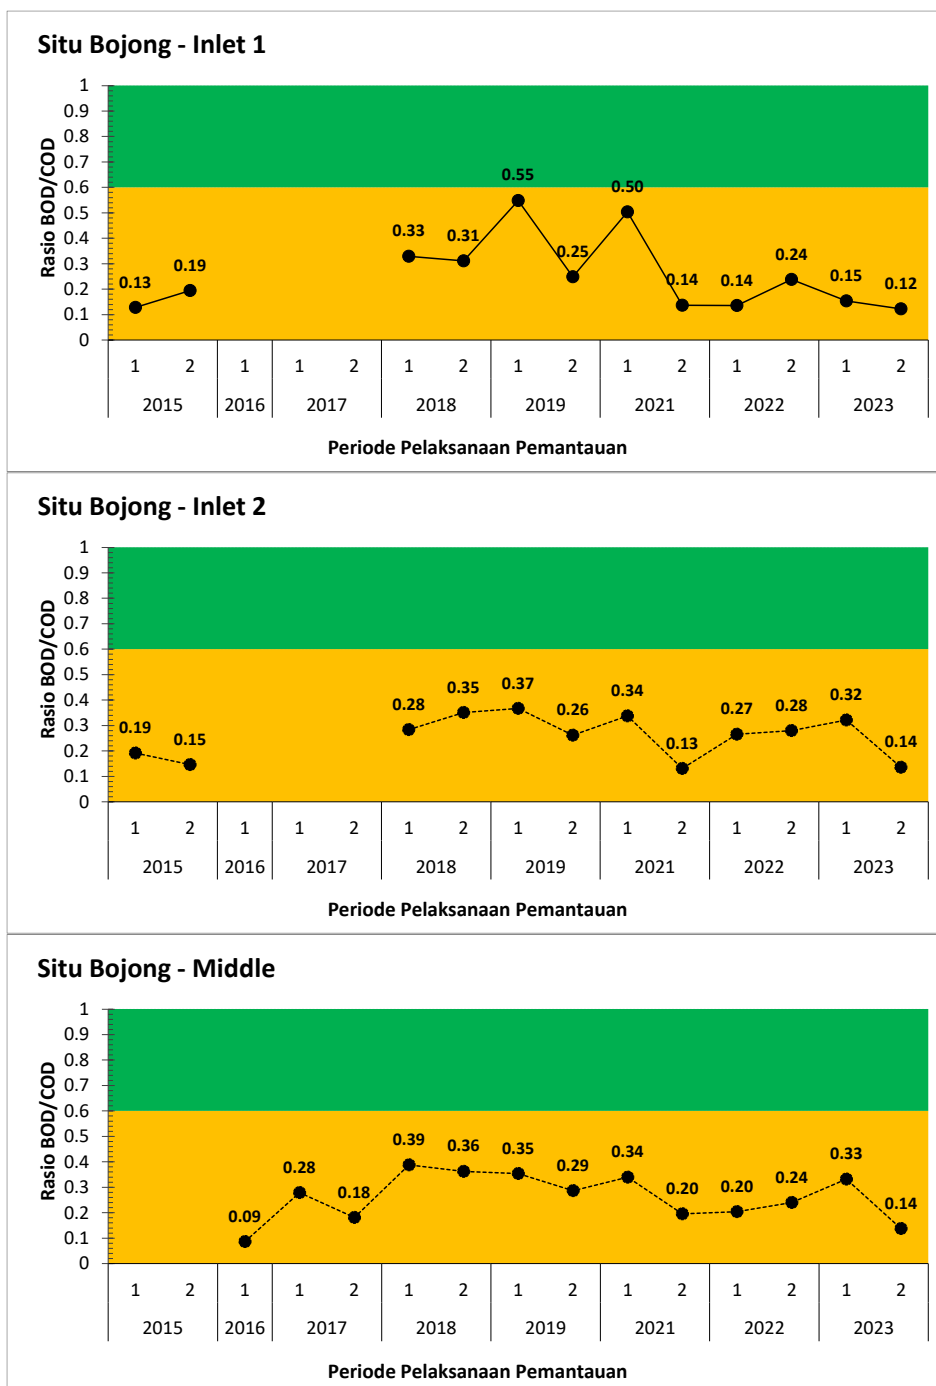 Situ Bojong - Inlet 1
Rasio BOD/COD
1
0.9
0.8
0.7
0.6
0.5
0.4
0.3
0.2
0.1
0
0.13 0.19 0.33 0.31 0.55 0.25 0.50 0.14 0.14 0.24 0.15 0.12
1 2 1 1 2 1 2 1 2 1 2 1 2 1 2
2015 2016 2017 2018 2019 2021 2022 2023
Periode Pelaksanaan Pemantauan
Situ Bojong - Inlet 2
Rasio BOD/COD
1
0.9
0.8
0.7
0.6
0.5
0.4
0.3
0.2
0.1
0
0.19 0.15 0.28 0.35 0.37 0.26 0.34 0.13 0.27 0.28 0.32 0.14
1 2 1 1 2 1 2 1 2 1 2 1 2 1 2
2015 2016 2017 2018 2019 2021 2022 2023
Periode Pelaksanaan Pemantauan
Situ Bojong - Middle
Rasio BOD/COD
1
0.9
0.8
0.7
0.6
0.5
0.4
0.3
0.2
0.1
0
0.09 0.28 0.18 0.39 0.36 0.35 0.29 0.34 0.20 0.20 0.24 0.33 0.14
1 2 1 1 2 1 2 1 2 1 2 1 2 1 2
2015 2016 2017 2018 2019 2021 2022 2023
Periode Pelaksanaan Pemantauan